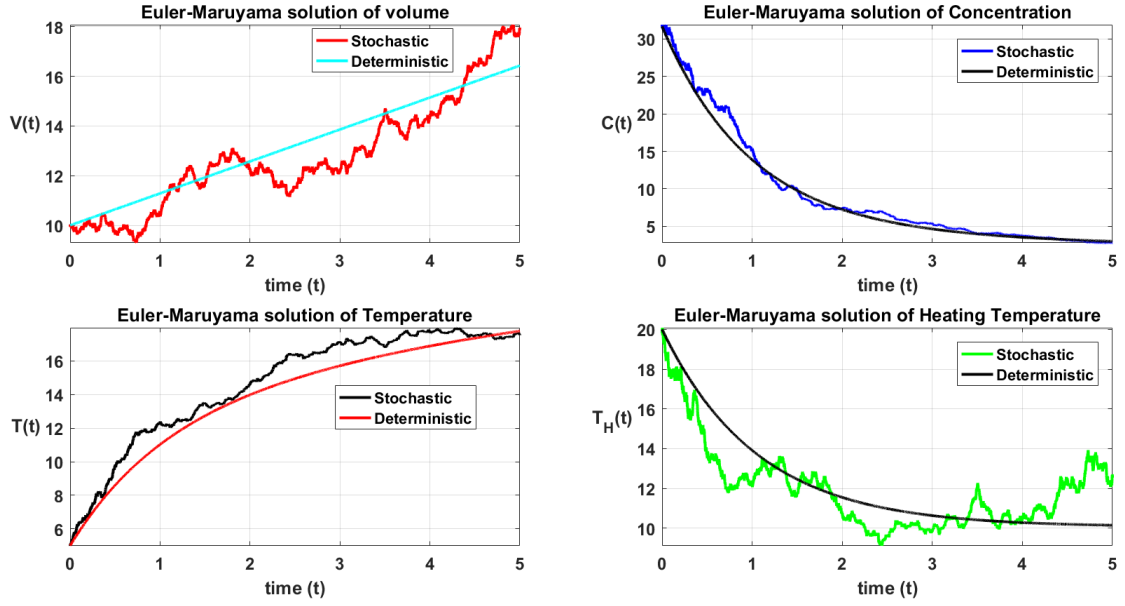 Euler-Maruyama solution of volume
18
16
14
12
10
V(t)
Stochastic
Deterministic
0 1 2 3 4 5
time (t)
Euler-Maruyama solution of Concentration
30
25
20
15
10
5
C(t)
Stochastic
Deterministic
0 1 2 3 4 5
time (t)
Euler-Maruyama solution of Temperature
16
14
12
10
8
6
T(t)
Stochastic
Deterministic
0 1 2 3 4 5
time (t)
Euler-Maruyama solution of Heating Temperature
20
18
16
14
12
10
T_H(t)
Stochastic
Deterministic
0 1 2 3 4 5
time (t)